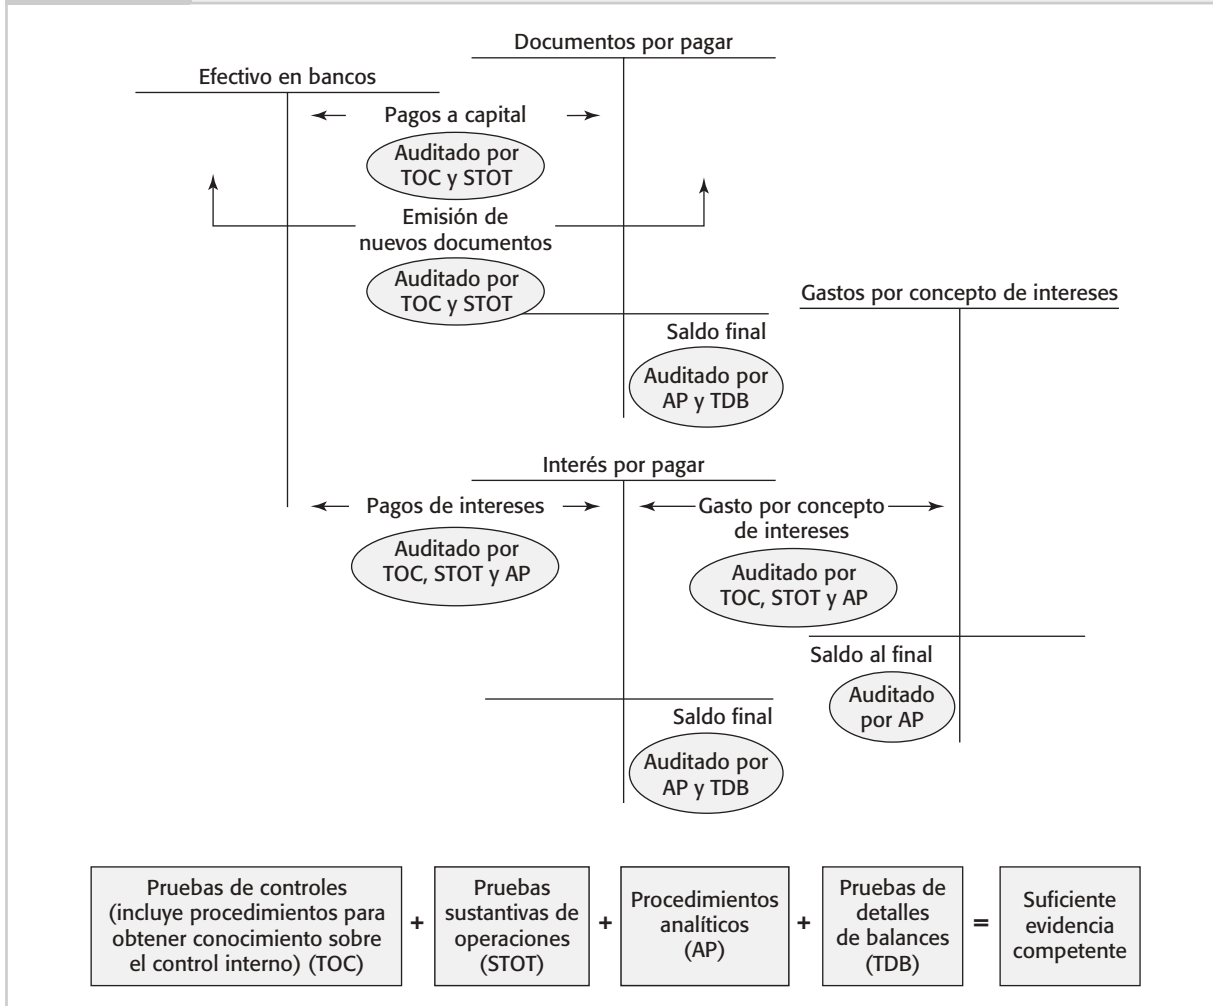 Documentos por pagar
Efectivo en bancos
Pagos a capital
Auditado por
TOC y STOT
Emisión de
nuevos documentos
Auditado por
TOC y STOT
Gastos por concepto de intereses
Saldo final
Auditado por
AP y TDB
Interés por pagar
Pagos de intereses
Auditado por
TOC, STOT y AP
Gasto por concepto
de intereses
Auditado por
TOC, STOT y AP
Saldo al final
Auditado
por AP
Saldo final
Auditado por
AP y TDB
Pruebas de controles
(incluye procedimientos para
obtener conocimiento sobre
el control interno) (TOC)
+
Pruebas
sustantivas de
operaciones
(STOT)
+
Procedimientos
analíticos
(AP)
+
Pruebas de
detalles
de balances
(TDB)
=
Suficiente
evidencia
competente